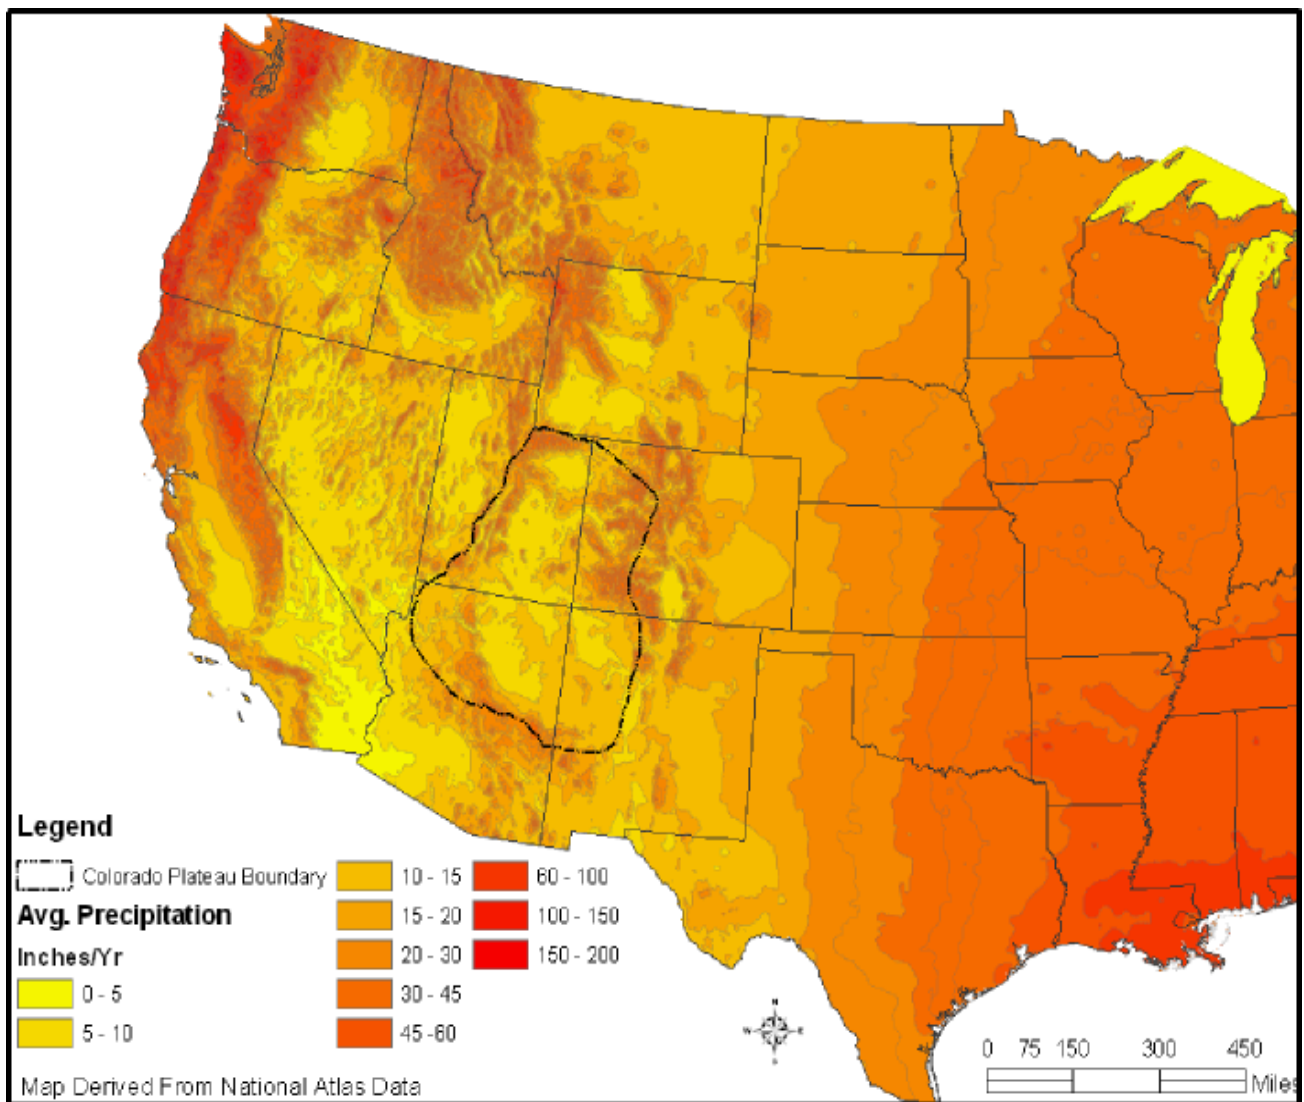 Legend
Colorado Plateau Boundary
Avg. Precipitation
Inches/Yr
0 - 5
5 - 10
10 - 15
15 - 20
20 - 30
30 - 45
45 -60
60 - 100
100 - 150
150 - 200
Map Derived From National Atlas Data
N
W E
S
0 75 150 300 450
Miles